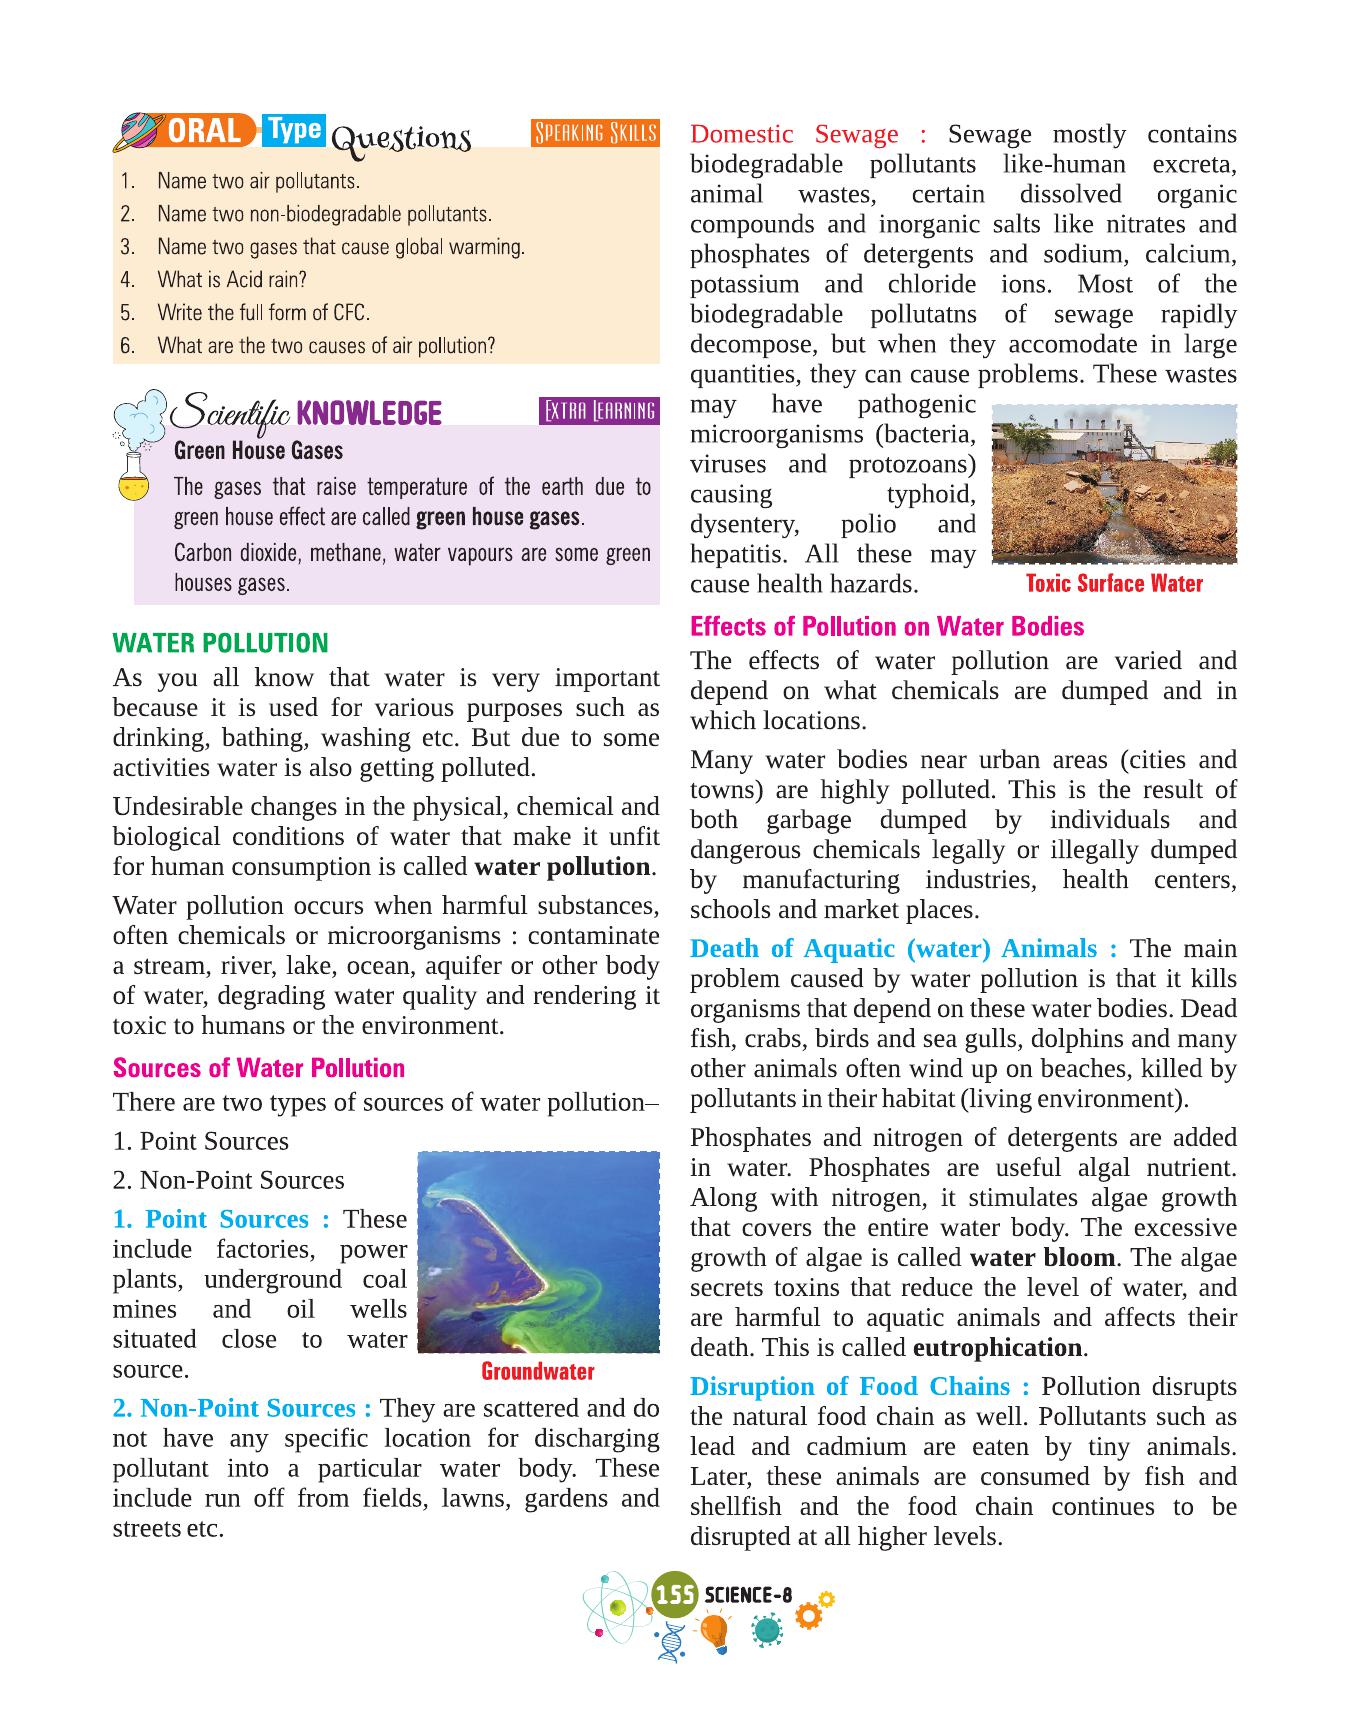 ORAL Type Questions SPEAKING SKILLS
1. Name two air pollutants.
2. Name two non-biodegradable pollutants.
3. Name two gases that cause global warming.
4. What is Acid rain?
5. Write the full form of CFC.
6. What are the two causes of air pollution?
Scientific KNOWLEDGE EXTRA LEARNING
Green House Gases
The gases that raise temperature of the earth due to
green house effect are called green house gases.
Carbon dioxide, methane, water vapours are some green
houses gases.
WATER POLLUTION
As you all know that water is very important
because it is used for various purposes such as
drinking, bathing, washing etc. But due to some
activities water is also getting polluted.
Undesirable changes in the physical, chemical and
biological conditions of water that make it unfit
for human consumption is called water pollution.
Water pollution occurs when harmful substances,
often chemicals or microorganisms : contaminate
a stream, river, lake, ocean, aquifer or other body
of water, degrading water quality and rendering it
toxic to humans or the environment.
Sources of Water Pollution
There are two types of sources of water pollution–
1. Point Sources
2. Non-Point Sources
1. Point Sources : These
include factories, power
plants, underground coal
mines and oil wells
situated close to water
source.
Groundwater
2. Non-Point Sources : They are scattered and do
not have any specific location for discharging
pollutant into a particular water body. These
include run off from fields, lawns, gardens and
streets etc.
Domestic Sewage : Sewage mostly contains
biodegradable pollutants like-human excreta,
animal wastes, certain dissolved organic
compounds and inorganic salts like nitrates and
phosphates of detergents and sodium, calcium,
potassium and chloride ions. Most of the
biodegradable pollutatns of sewage rapidly
decompose, but when they accomodate in large
quantities, they can cause problems. These wastes
may have pathogenic
microorganisms (bacteria,
viruses and protozoans)
causing typhoid,
dysentery, polio and
hepatitis. All these may
cause health hazards.
Toxic Surface Water
Effects of Pollution on Water Bodies
The effects of water pollution are varied and
depend on what chemicals are dumped and in
which locations.
Many water bodies near urban areas (cities and
towns) are highly polluted. This is the result of
both garbage dumped by individuals and
dangerous chemicals legally or illegally dumped
by manufacturing industries, health centers,
schools and market places.
Death of Aquatic (water) Animals : The main
problem caused by water pollution is that it kills
organisms that depend on these water bodies. Dead
fish, crabs, birds and sea gulls, dolphins and many
other animals often wind up on beaches, killed by
pollutants in their habitat (living environment).
Phosphates and nitrogen of detergents are added
in water. Phosphates are useful algal nutrient.
Along with nitrogen, it stimulates algae growth
that covers the entire water body. The excessive
growth of algae is called water bloom. The algae
secrets toxins that reduce the level of water, and
are harmful to aquatic animals and affects their
death. This is called eutrophication.
Disruption of Food Chains : Pollution disrupts
the natural food chain as well. Pollutants such as
lead and cadmium are eaten by tiny animals.
Later, these animals are consumed by fish and
shellfish and the food chain continues to be
disrupted at all higher levels.
155 SCIENCE-8